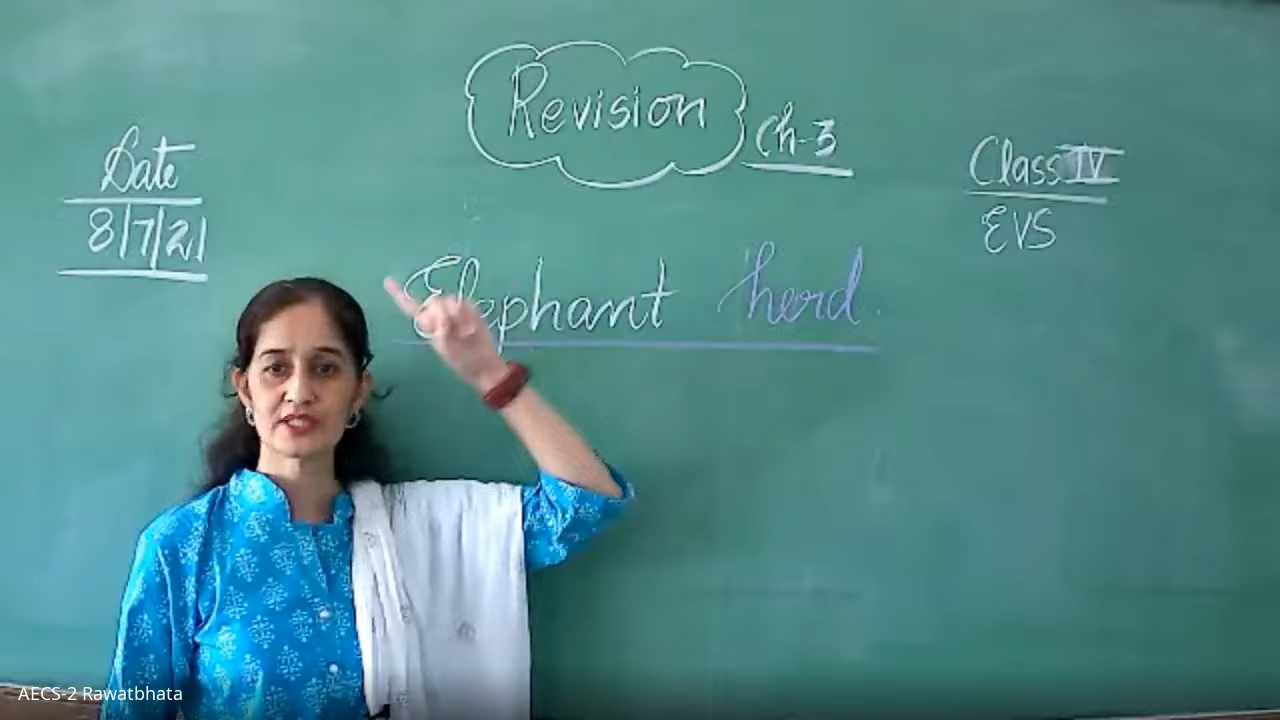 Revision Ch-3
Date
8/7/21
Class IV
EVS
Elephant herd.
AECS-2 Rawatbhata